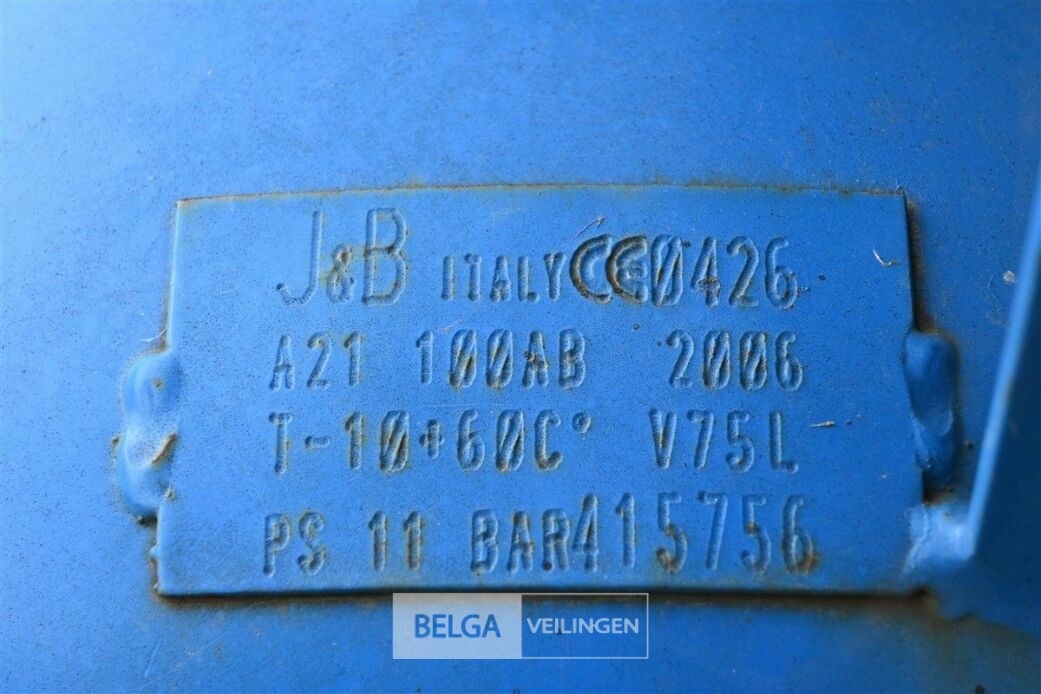 J&B ITALY CE0426
A21 100AB 2006
T-10+60C° V75L
PS 11 BAR415756
BELGA VEILINGEN